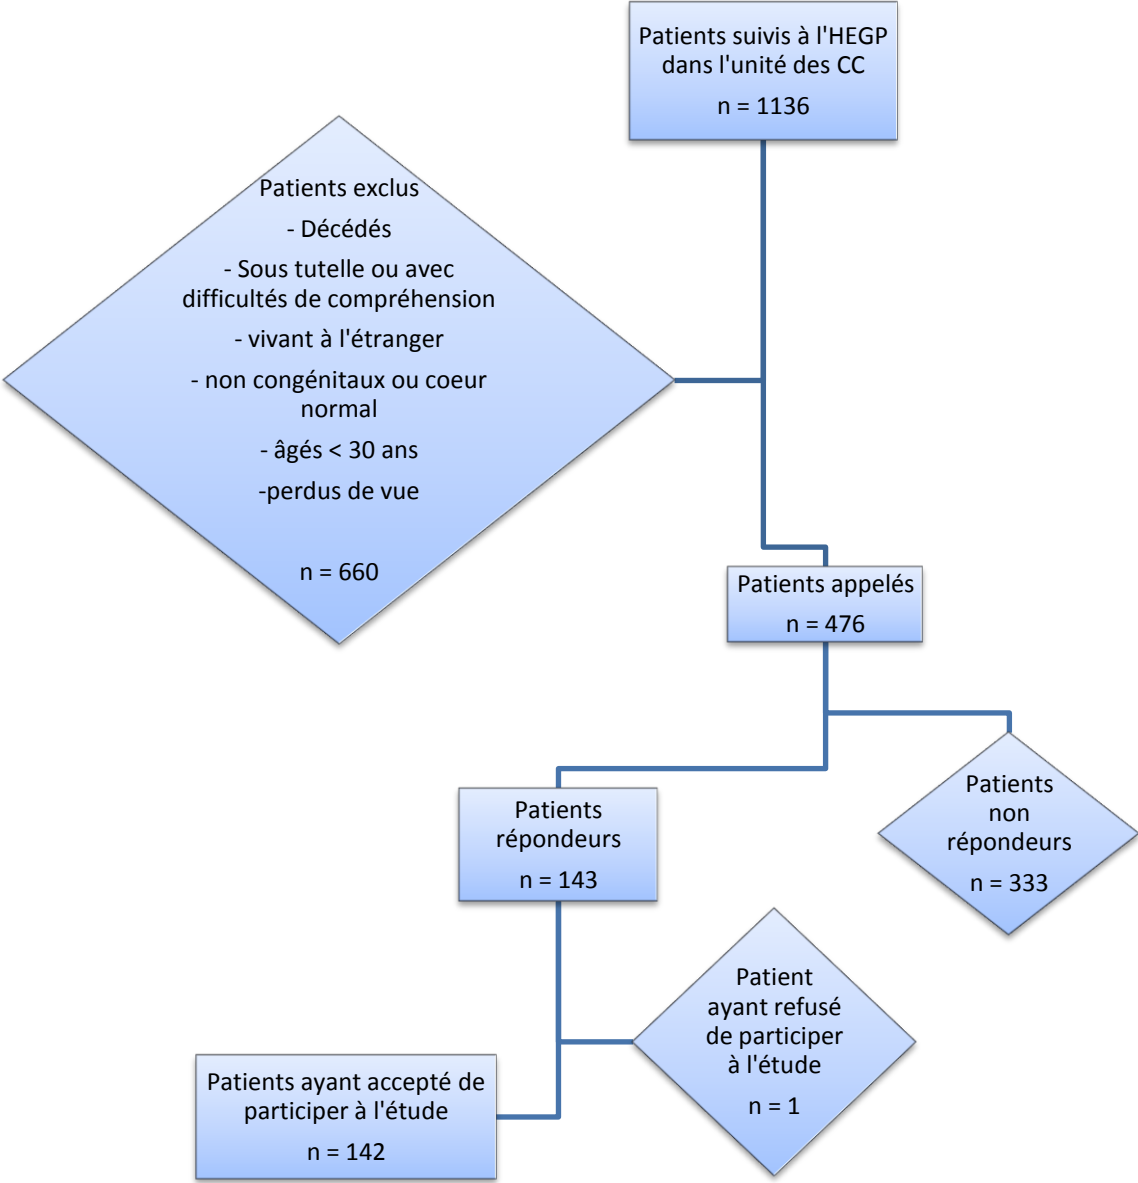 Patients suivis à l'HEGP
dans l'unité des CC
n = 1136
Patients exclus
- Décédés
- Sous tutelle ou avec
difficultés de compréhension
- vivant à l'étranger
- non congénitaux ou coeur
normal
- âgés < 30 ans
-perdus de vue
n = 660
Patients appelés
n = 476
Patients
répondeurs
n = 143
Patients
non
répondeurs
n = 333
Patient
ayant refusé
de participer
à l'étude
n = 1
Patients ayant accepté de
participer à l'étude
n = 142